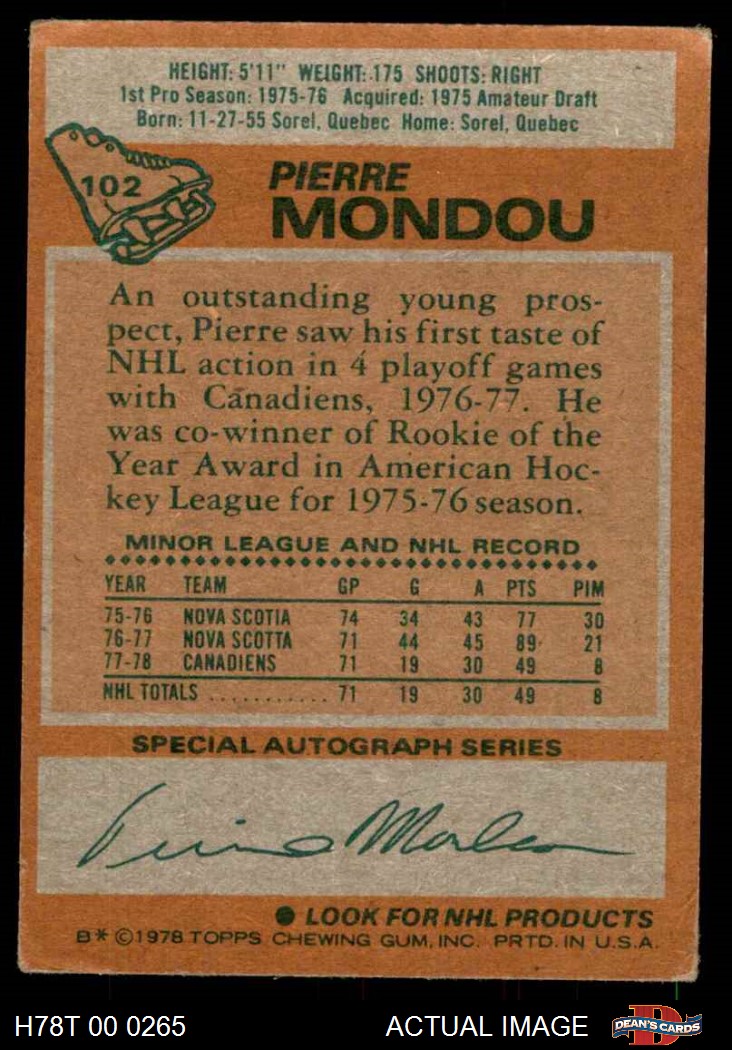 HEIGHT: 5'11" WEIGHT: 175 SHOOTS: RIGHT
1st Pro Season: 1975-76 Acquired: 1975 Amateur Draft
Born: 11-27-55 Sorel, Quebec Home: Sorel, Quebec
102
PIERRE
MONDOU
An outstanding young pros-
pect, Pierre saw his first taste of
NHL action in 4 playoff games
with Canadiens, 1976-77. He
was co-winner of Rookie of the
Year Award in American Hoc-
key League for 1975-76 season.
MINOR LEAGUE AND NHL RECORD
YEAR TEAM GP G A PTS PIM
75-76 NOVA SCOTIA 74 34 43 77 30
76-77 NOVA SCOTTA 71 44 45 89 21
77-78 CANADIENS 71 19 30 49 8
NHL TOTALS ........... 71 19 30 49 8
SPECIAL AUTOGRAPH SERIES
Pierre Mondou
● LOOK FOR NHL PRODUCTS
B* ©1978 TOPPS CHEWING GUM, INC. PRTD. IN U.S.A.
H78T 00 0265 ACTUAL IMAGE
D
DEAN'S CARDS